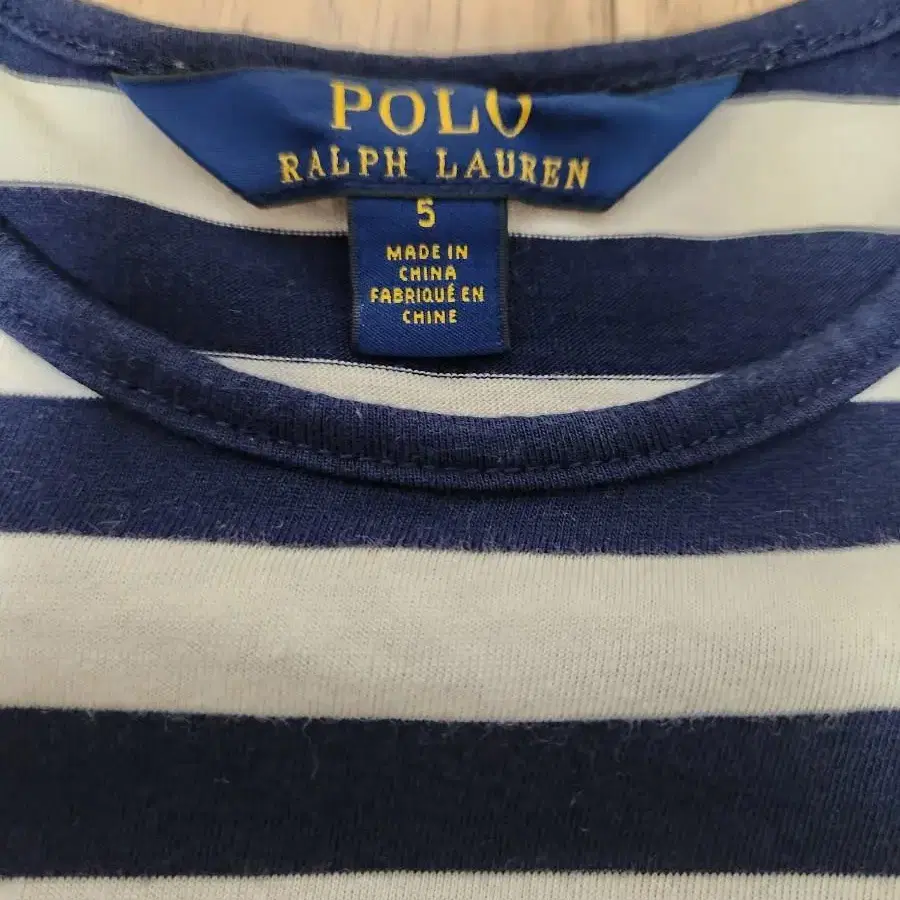 POLO
RALPH LAUREN
5
MADE IN
CHINA
FABRIQUÉ EN
CHINE